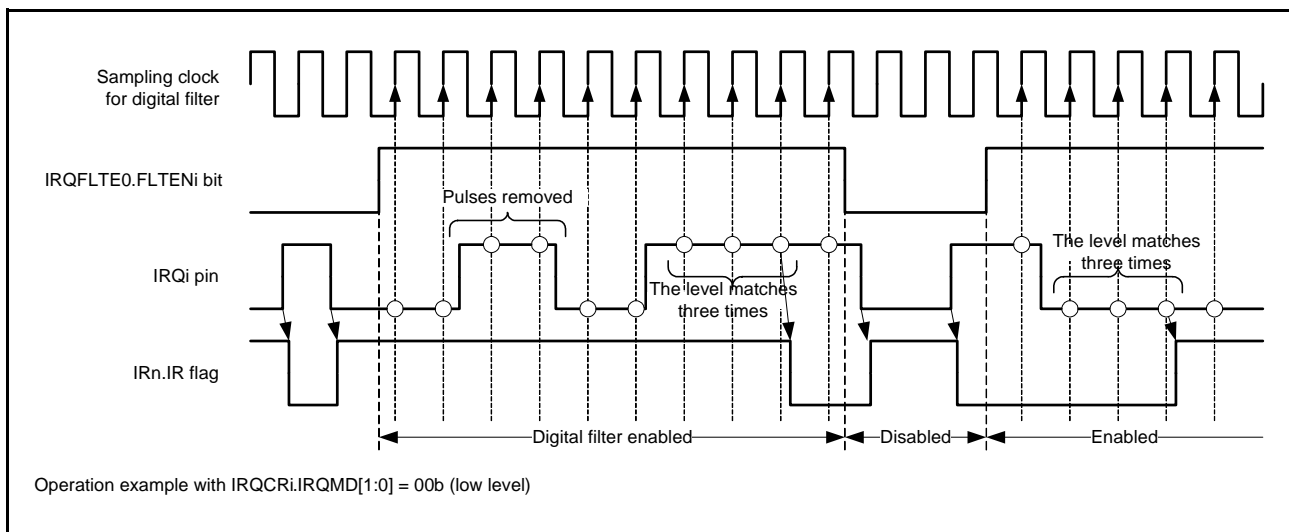 Sampling clock
for digital filter
IRQFLTE0.FLTENi bit
Pulses removed
IRQi pin
The level matches
three times
The level matches
three times
IRn.IR flag
Digital filter enabled
Disabled
Enabled
Operation example with IRQCRi.IRQMD[1:0] = 00b (low level)